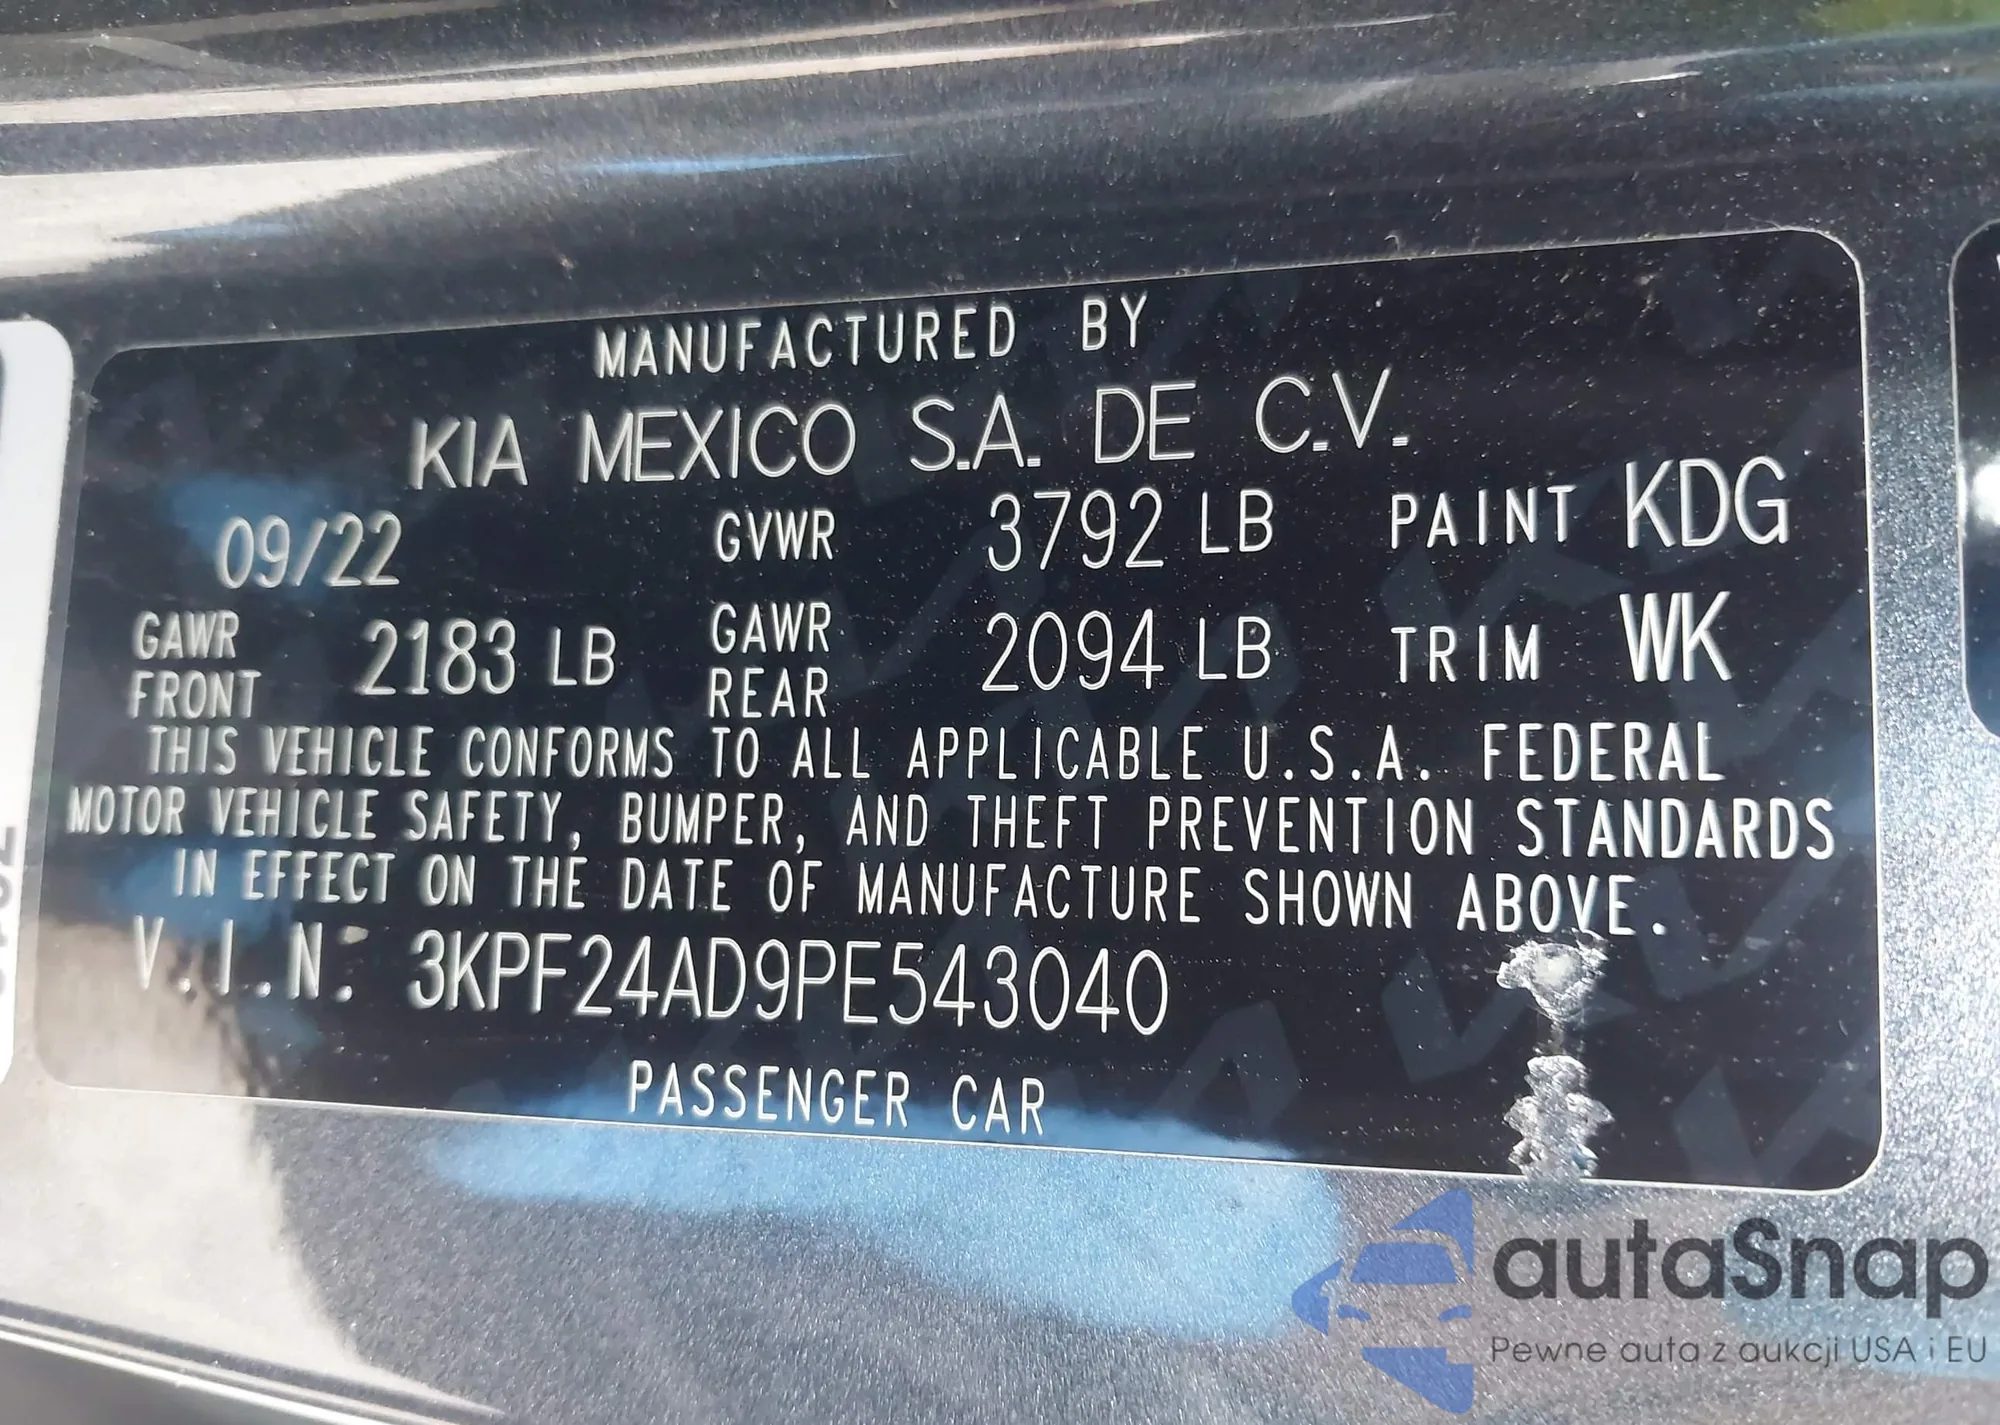 MANUFACTURED BY
KIA MEXICO S.A. DE C.V.
09/22 GVWR 3792 LB PAINT KDG
GAWR FRONT 2183 LB GAWR REAR 2094 LB TRIM WK
THIS VEHICLE CONFORMS TO ALL APPLICABLE U.S.A. FEDERAL
MOTOR VEHICLE SAFETY, BUMPER, AND THEFT PREVENTION STANDARDS
IN EFFECT ON THE DATE OF MANUFACTURE SHOWN ABOVE.
V.I.N: 3KPF24AD9PE543040
PASSENGER CAR
autaSnap
Pewne auta z aukcji USA i EU